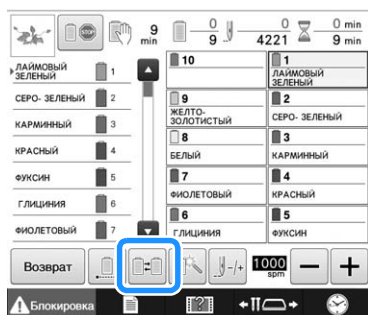 9 min
0
9
0
4221
0 min
9 min
ЛАЙМОВЫЙ
ЗЕЛЕНЫЙ
1
СЕРО- ЗЕЛЕНЫЙ 2
КАРМИННЫЙ 3
КРАСНЫЙ 4
ФУКСИН 5
ГЛИЦИНИЯ 6
ФИОЛЕТОВЫЙ 7
10
1
ЛАЙМОВЫЙ
ЗЕЛЕНЫЙ
9
ЖЕЛТО-
ЗОЛОТИСТЫЙ
2
СЕРО- ЗЕЛЕНЫЙ
8
БЕЛЫЙ
3
КАРМИННЫЙ
7
ФИОЛЕТОВЫЙ
4
КРАСНЫЙ
6
ГЛИЦИНИЯ
5
ФУКСИН
Возврат
-/+
1000
spm
− +
Блокировка
?